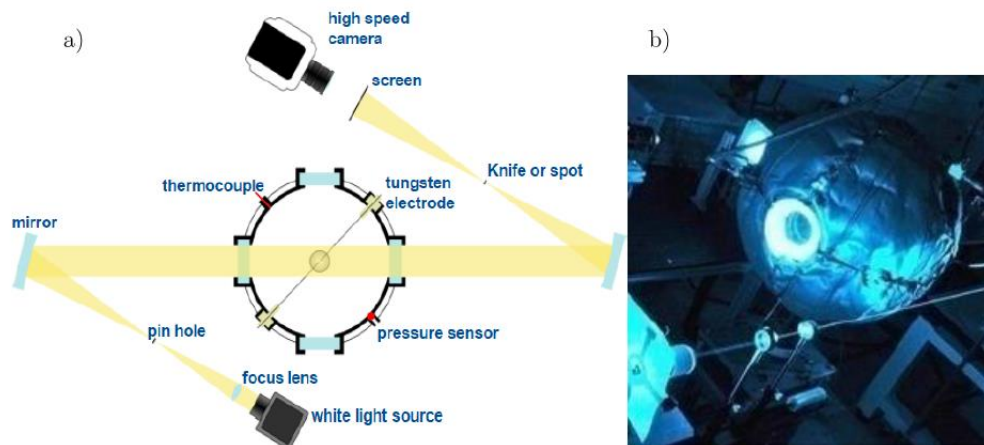 a)
high speed
camera
b)
screen
Knife or spot
thermocouple
tungsten
electrode
mirror
pin hole
pressure sensor
focus lens
white light source